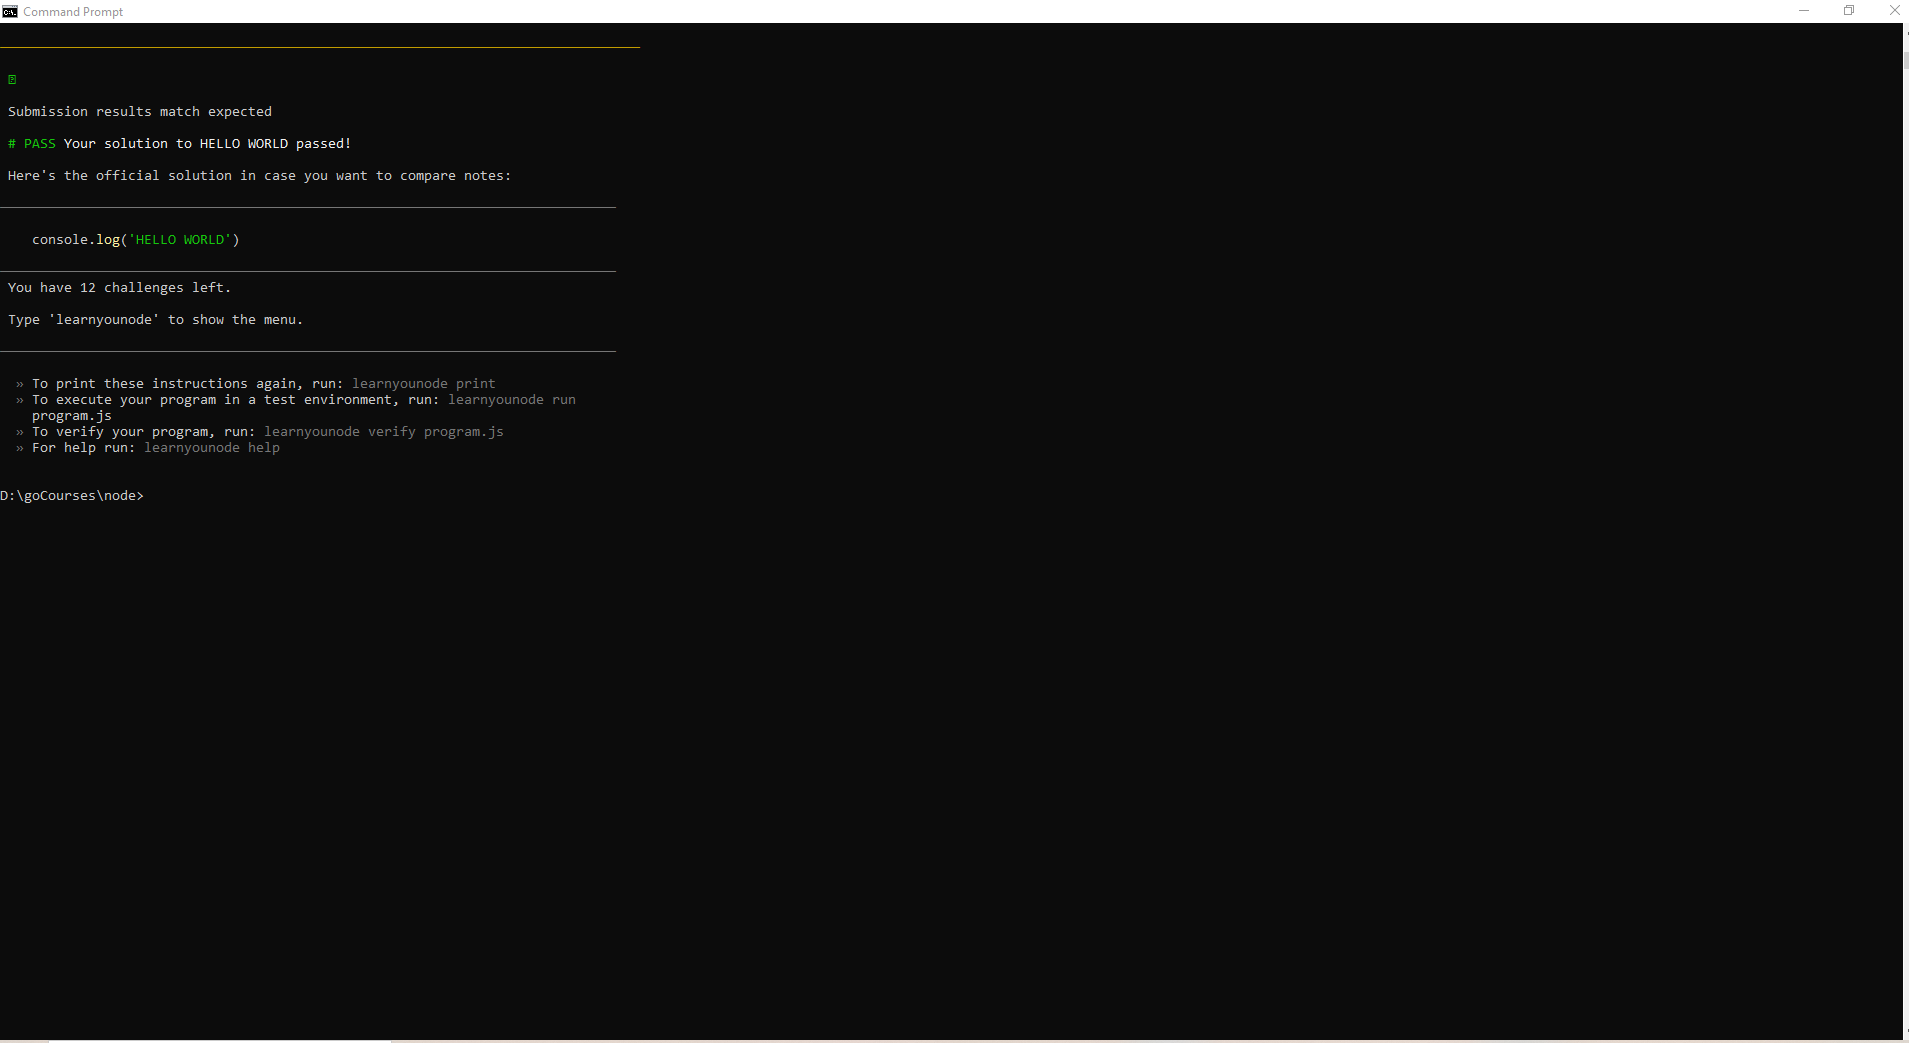 Command Prompt
Submission results match expected
# PASS Your solution to HELLO WORLD passed!
Here's the official solution in case you want to compare notes:
console.log('HELLO WORLD')
You have 12 challenges left.
Type 'learnyounode' to show the menu.
» To print these instructions again, run: learnyounode print
» To execute your program in a test environment, run: learnyounode run
program.js
» To verify your program, run: learnyounode verify program.js
» For help run: learnyounode help
D:\goCourses\node>